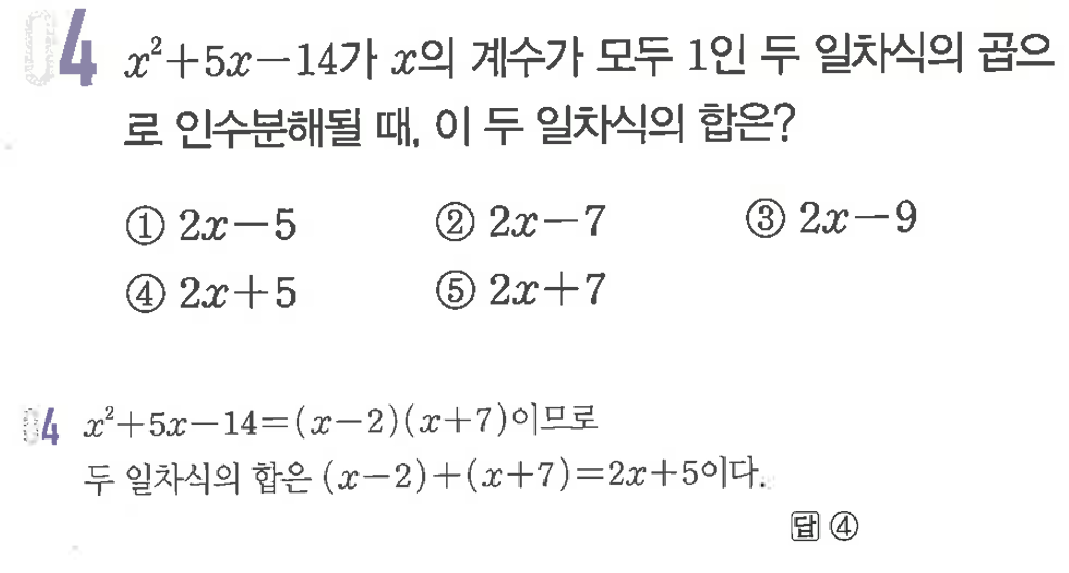 04 x²+5x-14가 x의 계수가 모두 1인 두 일차식의 곱으
로 인수분해될 때, 이 두 일차식의 합은?
① 2x-5 ② 2x-7 ③ 2x-9
④ 2x+5 ⑤ 2x+7
04 x²+5x-14=(x-2)(x+7)이므로
두 일차식의 합은 (x-2)+(x+7)=2x+5이다.
답 ④